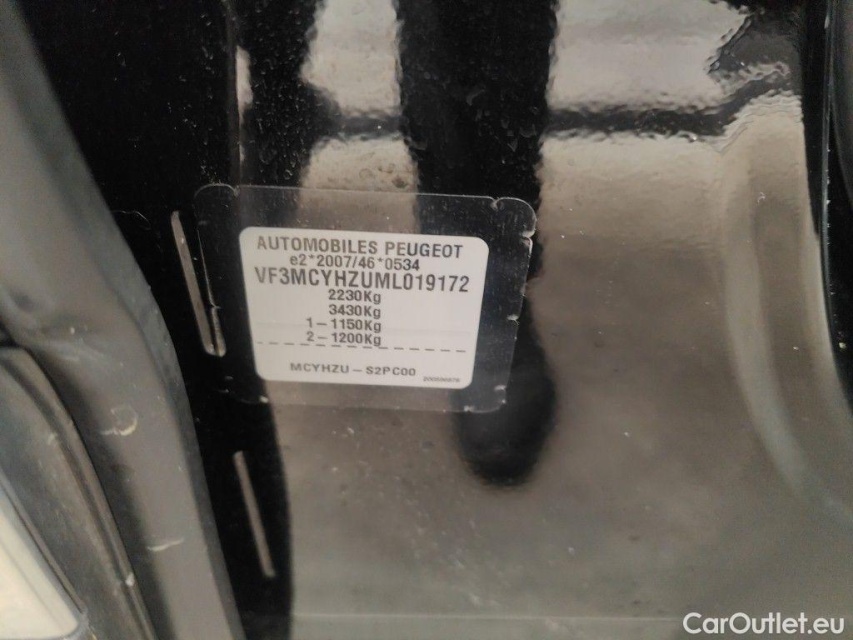 AUTOMOBILES PEUGEOT
e2*2007/46*0534
VF3MCYHZUML019172
2230Kg
3430Kg
1-1150Kg
2-1200Kg
MCYHZU-S2PC00
CarOutlet.eu